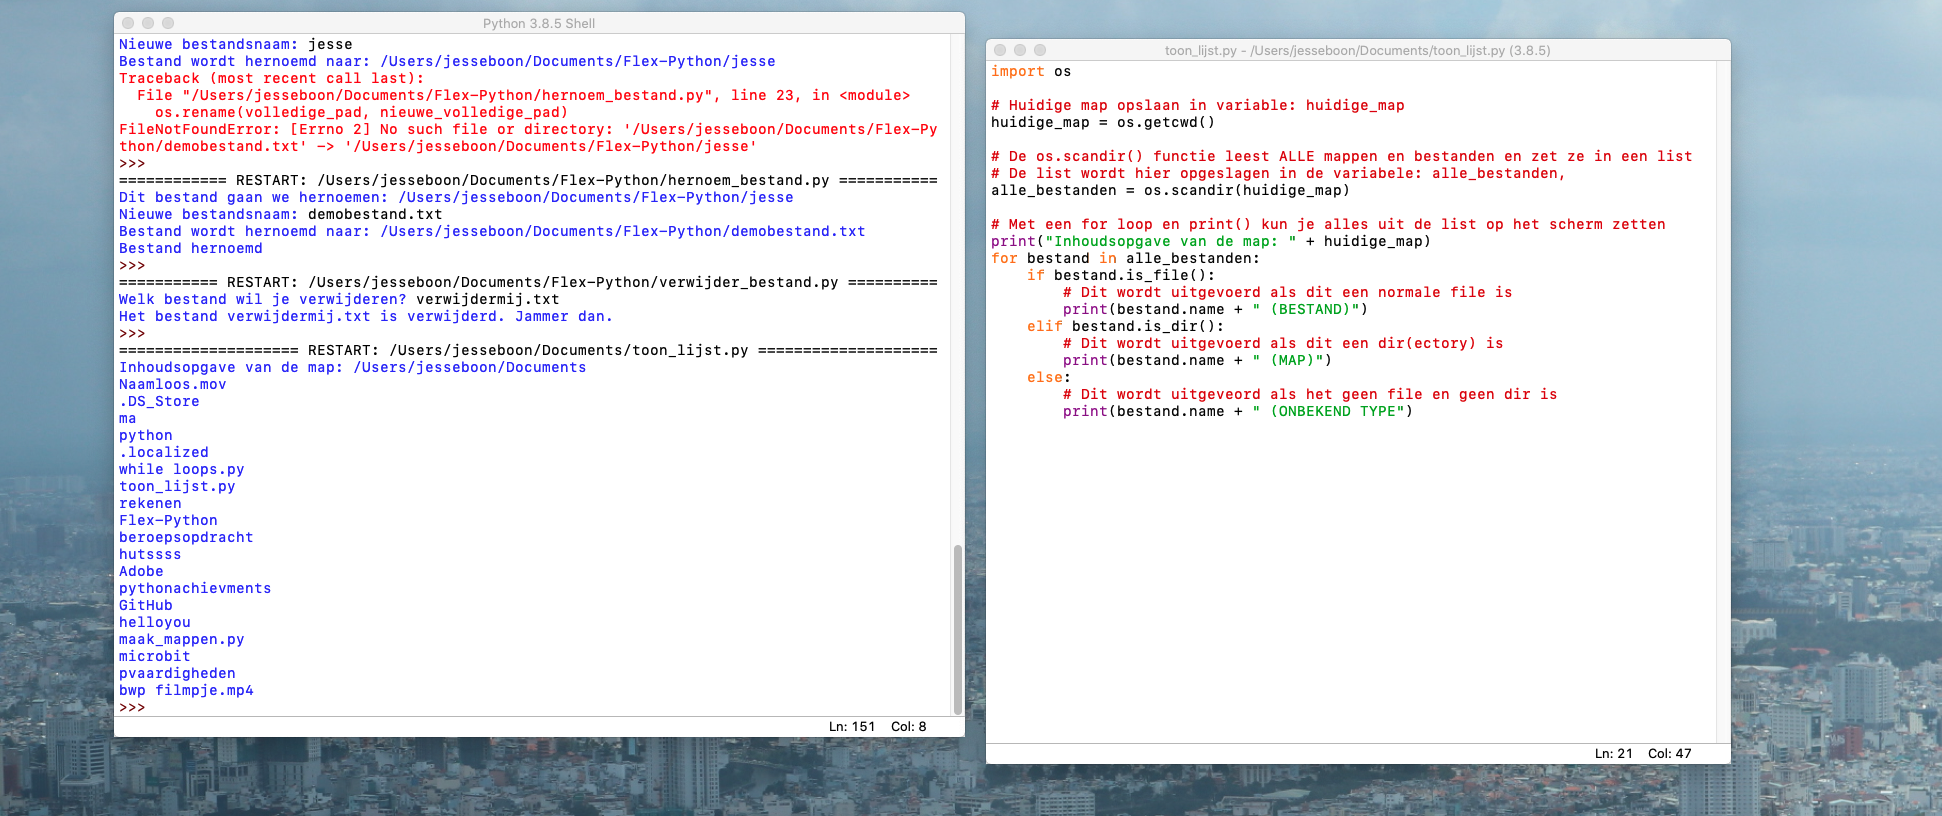 Python 3.8.5 Shell
Nieuwe bestandsnaam: jesse
Bestand wordt hernoemd naar: /Users/jesseboon/Documents/Flex-Python/jesse
Traceback (most recent call last):
  File "/Users/jesseboon/Documents/Flex-Python/hernoem_bestand.py", line 23, in <module>
    os.rename(volledige_pad, nieuwe_volledige_pad)
FileNotFoundError: [Errno 2] No such file or directory: '/Users/jesseboon/Documents/Flex-Py
thon/demobestand.txt' -> '/Users/jesseboon/Documents/Flex-Python/jesse'
>>>
============ RESTART: /Users/jesseboon/Documents/Flex-Python/hernoem_bestand.py ===========
Dit bestand gaan we hernoemen: /Users/jesseboon/Documents/Flex-Python/jesse
Nieuwe bestandsnaam: demobestand.txt
Bestand wordt hernoemd naar: /Users/jesseboon/Documents/Flex-Python/demobestand.txt
Bestand hernoemd
>>>
=========== RESTART: /Users/jesseboon/Documents/Flex-Python/verwijder_bestand.py ==========
Welk bestand wil je verwijderen? verwijdermij.txt
Het bestand verwijdermij.txt is verwijderd. Jammer dan.
>>>
==================== RESTART: /Users/jesseboon/Documents/toon_lijst.py ====================
Inhoudsopgave van de map: /Users/jesseboon/Documents
Naamloos.mov
.DS_Store
ma
python
.localized
while loops.py
toon_lijst.py
rekenen
Flex-Python
beroepsopdracht
hutssss
Adobe
pythonachievments
GitHub
helloyou
maak_mappen.py
microbit
pvaardigheden
bwp filmpje.mp4
>>>
Ln: 151 Col: 8
toon_lijst.py - /Users/jesseboon/Documents/toon_lijst.py (3.8.5)
import os
# Huidige map opslaan in variable: huidige_map
huidige_map = os.getcwd()
# De os.scandir() functie leest ALLE mappen en bestanden en zet ze in een list
# De list wordt hier opgeslagen in de variabele: alle_bestanden,
alle_bestanden = os.scandir(huidige_map)
# Met een for loop en print() kun je alles uit de list op het scherm zetten
print("Inhoudsopgave van de map: " + huidige_map)
for bestand in alle_bestanden:
    if bestand.is_file():
        # Dit wordt uitgevoerd als dit een normale file is
        print(bestand.name + " (BESTAND)")
    elif bestand.is_dir():
        # Dit wordt uitgevoerd als dit een dir(ectory) is
        print(bestand.name + " (MAP)")
    else:
        # Dit wordt uitgeveord als het geen file en geen dir is
        print(bestand.name + " (ONBEKEND TYPE")
Ln: 21 Col: 47